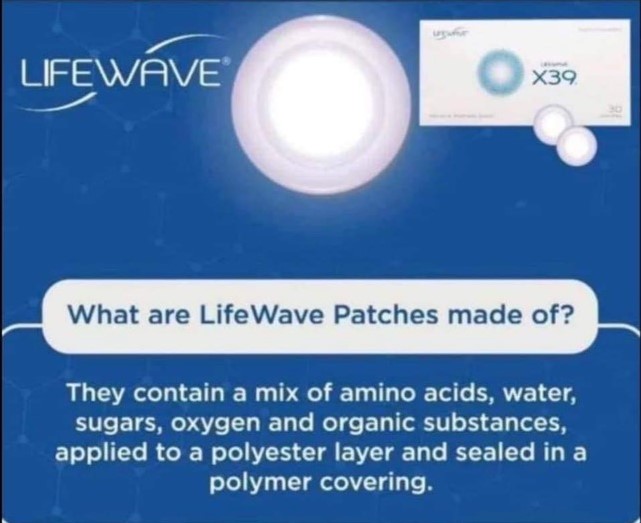 LIFEWAVE®
LIFEWAVE
X39
30
What are LifeWave Patches made of?
They contain a mix of amino acids, water,
sugars, oxygen and organic substances,
applied to a polyester layer and sealed in a
polymer covering.